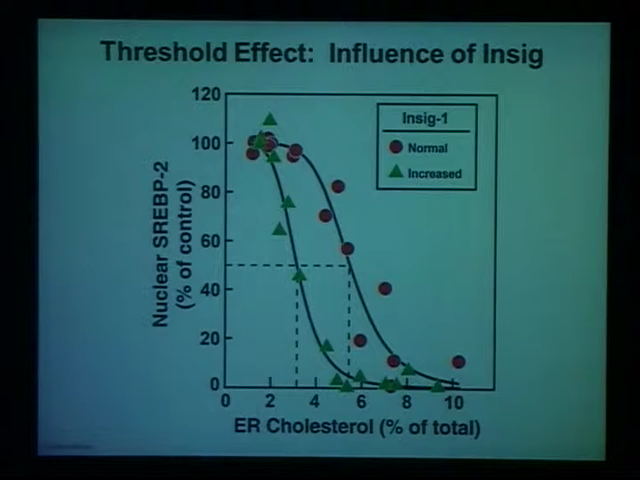 Threshold Effect: Influence of Insig
Nuclear SREBP-2
(% of control)
120
100
80
60
40
20
0
Insig-1
Normal
Increased
0 2 4 6 8 10
ER Cholesterol (% of total)